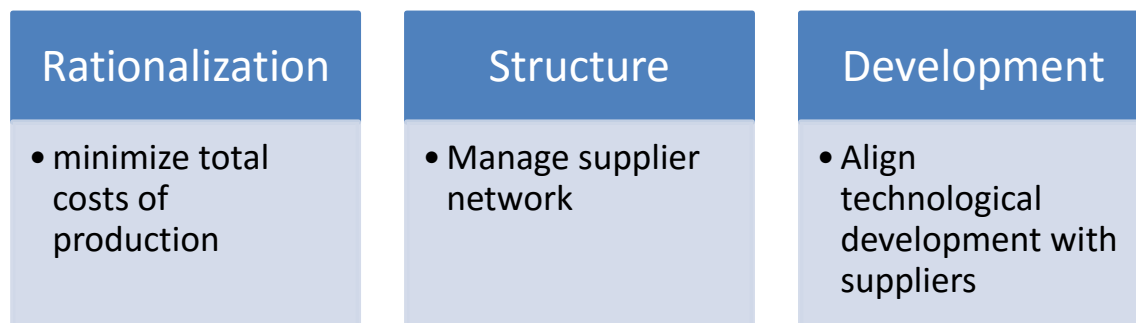 Rationalization
• minimize total
costs of
production
Structure
• Manage supplier
network
Development
• Align
technological
development with
suppliers